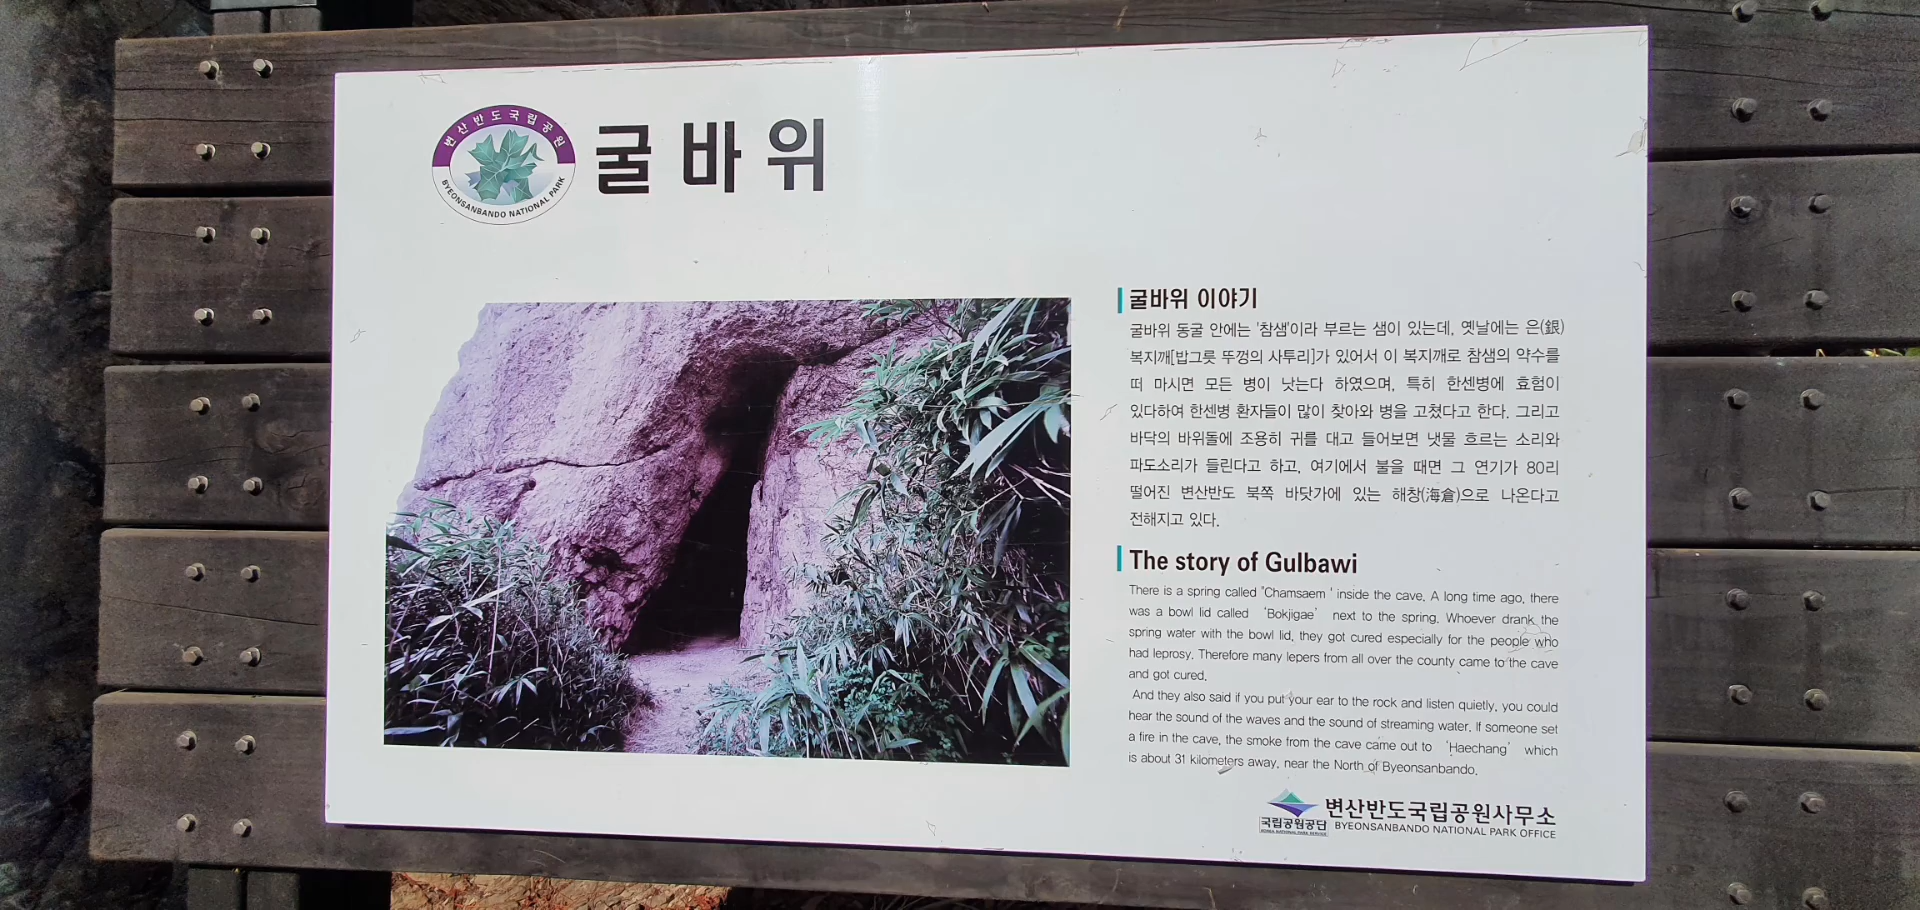 변산반도국립공원
BYEONSANBANDO NATIONAL PARK
굴바위
굴바위 이야기
굴바위 동굴 안에는 '참샘'이라 부르는 샘이 있는데, 옛날에는 은(銀)
복지깨[밥그릇 뚜껑의 사투리]가 있어서 이 복지깨로 참샘의 약수를
떠 마시면 모든 병이 낫는다 하였으며, 특히 한센병에 효험이
있다하여 한센병 환자들이 많이 찾아와 병을 고쳤다고 한다. 그리고
바닥의 바위돌에 조용히 귀를 대고 들어보면 냇물 흐르는 소리와
파도소리가 들린다고 하고, 여기에서 불을 때면 그 연기가 80리
떨어진 변산반도 북쪽 바닷가에 있는 해창(海倉)으로 나온다고
전해지고 있다.
The story of Gulbawi
There is a spring called "Chamsaem ' inside the cave. A long time ago, there
was a bowl lid called ‘Bokjigae’ next to the spring. Whoever drank the
spring water with the bowl lid, they got cured especially for the people who
had leprosy. Therefore many lepers from all over the county came to the cave
and got cured.
And they also said if you put your ear to the rock and listen quietly, you could
hear the sound of the waves and the sound of streaming water. If someone set
a fire in the cave, the smoke from the cave came out to ‘Haechang’ which
is about 31 kilometers away, near the North of Byeonsanbando.
국립공원공단
KOREA NATIONAL PARK SERVICE
변산반도국립공원사무소
BYEONSANBANDO NATIONAL PARK OFFICE